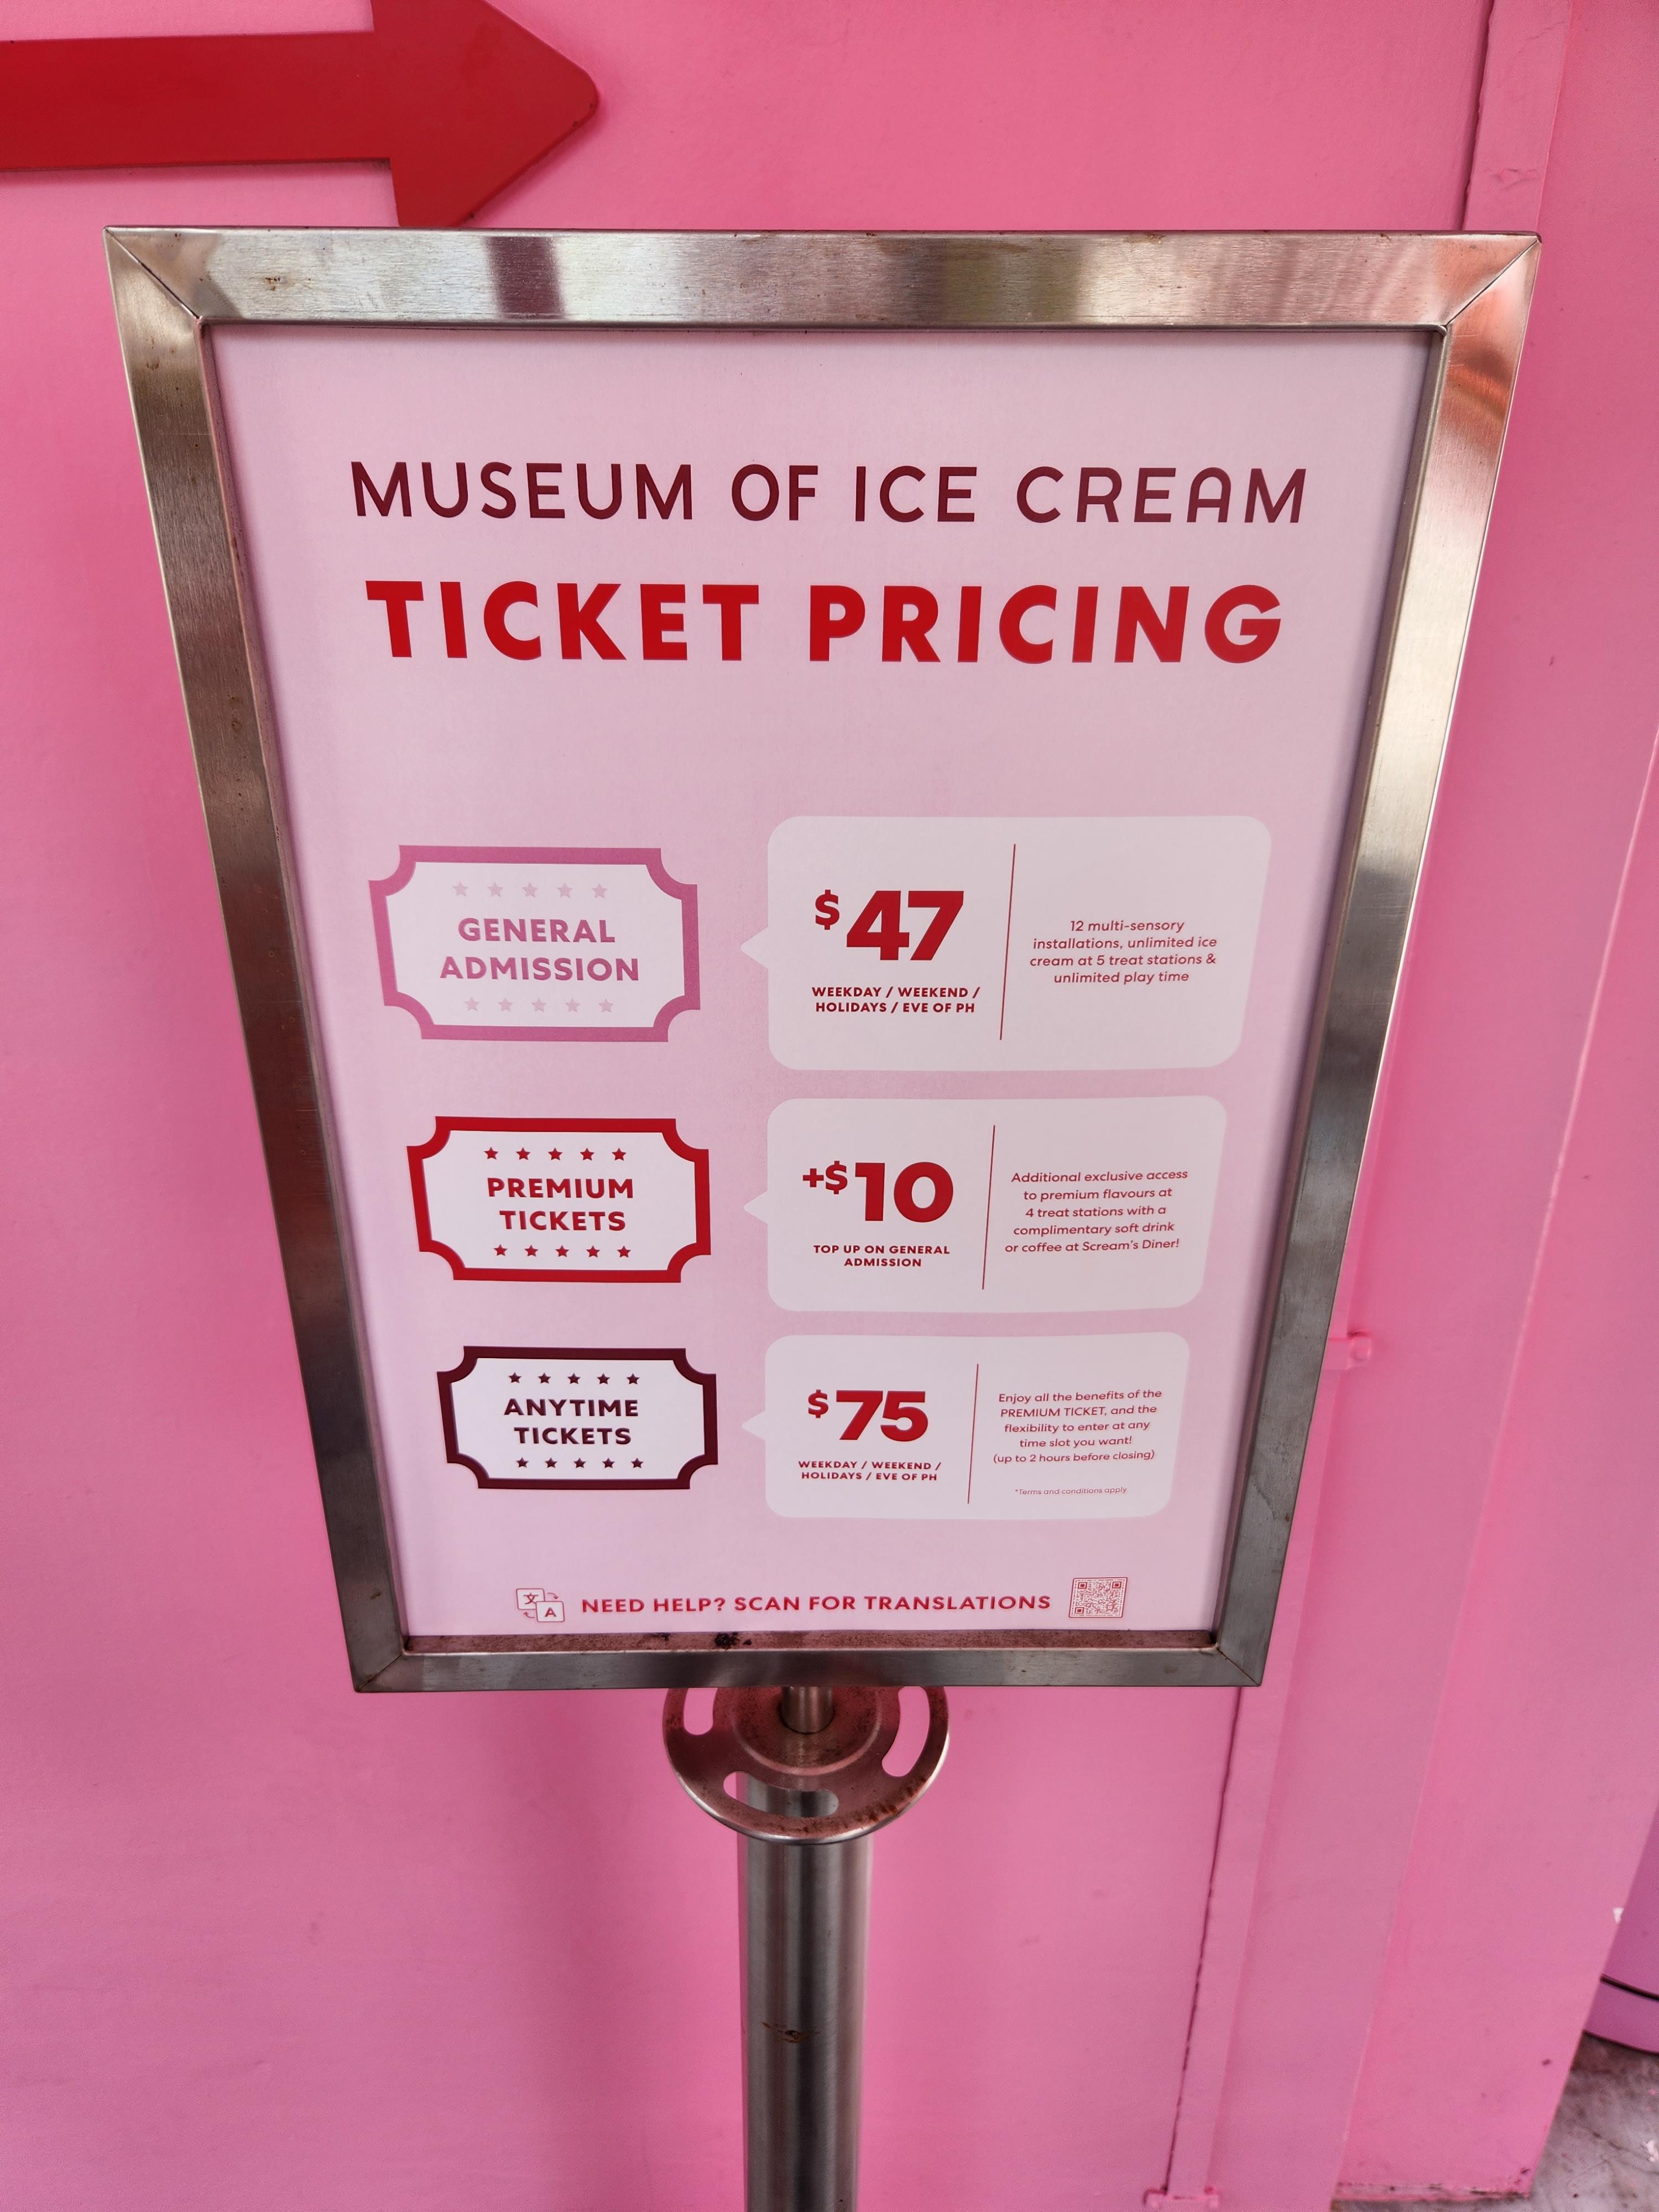 MUSEUM OF ICE CREAM
TICKET PRICING
GENERAL
ADMISSION
$47
WEEKDAY / WEEKEND /
HOLIDAYS / EVE OF PH
12 multi-sensory
installations, unlimited ice
cream at 5 treat stations &
unlimited play time
PREMIUM
TICKETS
+$10
TOP UP ON GENERAL
ADMISSION
Additional exclusive access
to premium flavours at
4 treat stations with a
complimentary soft drink
or coffee at Scream's Diner!
ANYTIME
TICKETS
$75
WEEKDAY / WEEKEND /
HOLIDAYS / EVE OF PH
Enjoy all the benefits of the
PREMIUM TICKET, and the
flexibility to enter at any
time slot you want!
(up to 2 hours before closing)
*Terms and conditions apply
文
A
NEED HELP? SCAN FOR TRANSLATIONS